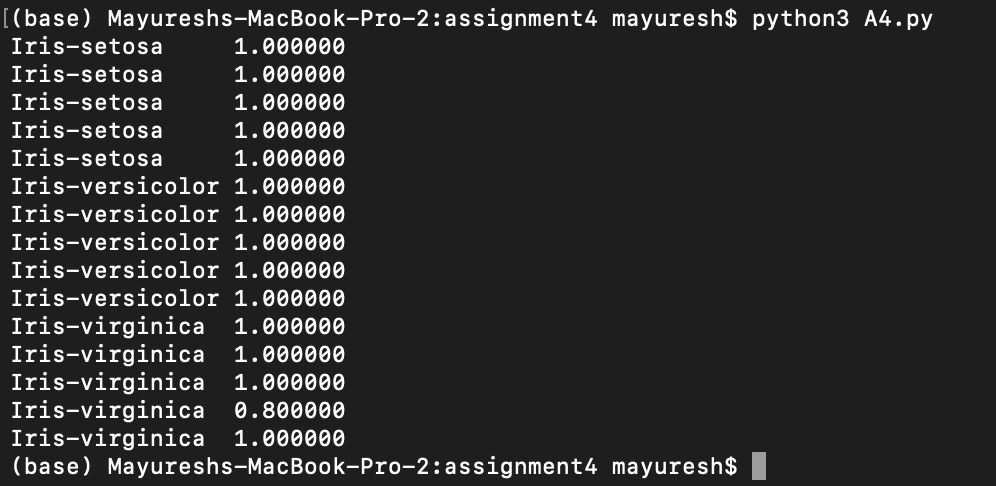 [(base) Mayureshs-MacBook-Pro-2:assignment4 mayuresh$ python3 A4.py
Iris-setosa     1.000000
Iris-setosa     1.000000
Iris-setosa     1.000000
Iris-setosa     1.000000
Iris-setosa     1.000000
Iris-versicolor 1.000000
Iris-versicolor 1.000000
Iris-versicolor 1.000000
Iris-versicolor 1.000000
Iris-versicolor 1.000000
Iris-virginica  1.000000
Iris-virginica  1.000000
Iris-virginica  1.000000
Iris-virginica  0.800000
Iris-virginica  1.000000
(base) Mayureshs-MacBook-Pro-2:assignment4 mayuresh$